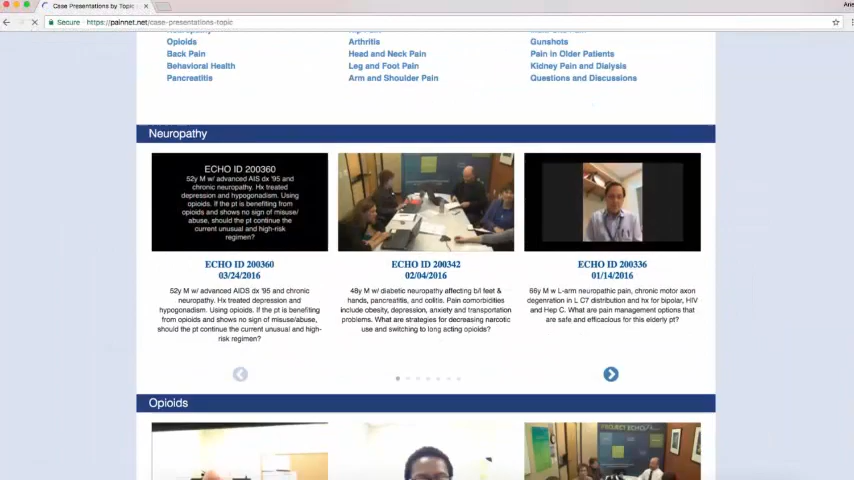 Case Presentations by Topic
Aris
Secure
https://painnet.net/case-presentations-topic
Opioids
Arthritis
Gunshots
Back Pain
Head and Neck Pain
Pain in Older Patients
Behavioral Health
Leg and Foot Pain
Kidney Pain and Dialysis
Pancreatitis
Arm and Shoulder Pain
Questions and Discussions
Neuropathy
ECHO ID 200360
52y M w/ advanced AIS dx '95 and
chronic neuropathy. Hx treated
depression and hypogonadism. Using
opioids. If the pt is benefiting from
opioids and shows no sign of misuse/
abuse, should the pt continue the
current unusual and high-risk
regimen?
ECHO ID 200360
03/24/2016
52y M w/ advanced AIDS dx '95 and chronic
neuropathy. Hx treated depression and
hypogonadism. Using opioids. If the pt is benefiting
from opioids and shows no sign of misuse/abuse,
should the pt continue the current unusual and high-
risk regimen?
ECHO ID 200342
02/04/2016
48y M w/ diabetic neuropathy affecting b/l feet &
hands, pancreatitis, and colitis. Pain comorbidities
include obesity, depression, anxiety and transportation
problems. What are strategies for decreasing narcotic
use and switching to long acting opioids?
ECHO ID 200336
01/14/2016
66y M w L-arm neuropathic pain, chronic motor axon
degenration in L C7 distribution and hx for bipolar, HIV
and Hep C. What are pain management options that
are safe and efficacious for this elderly pt?
Opioids
PROJECT ECHO